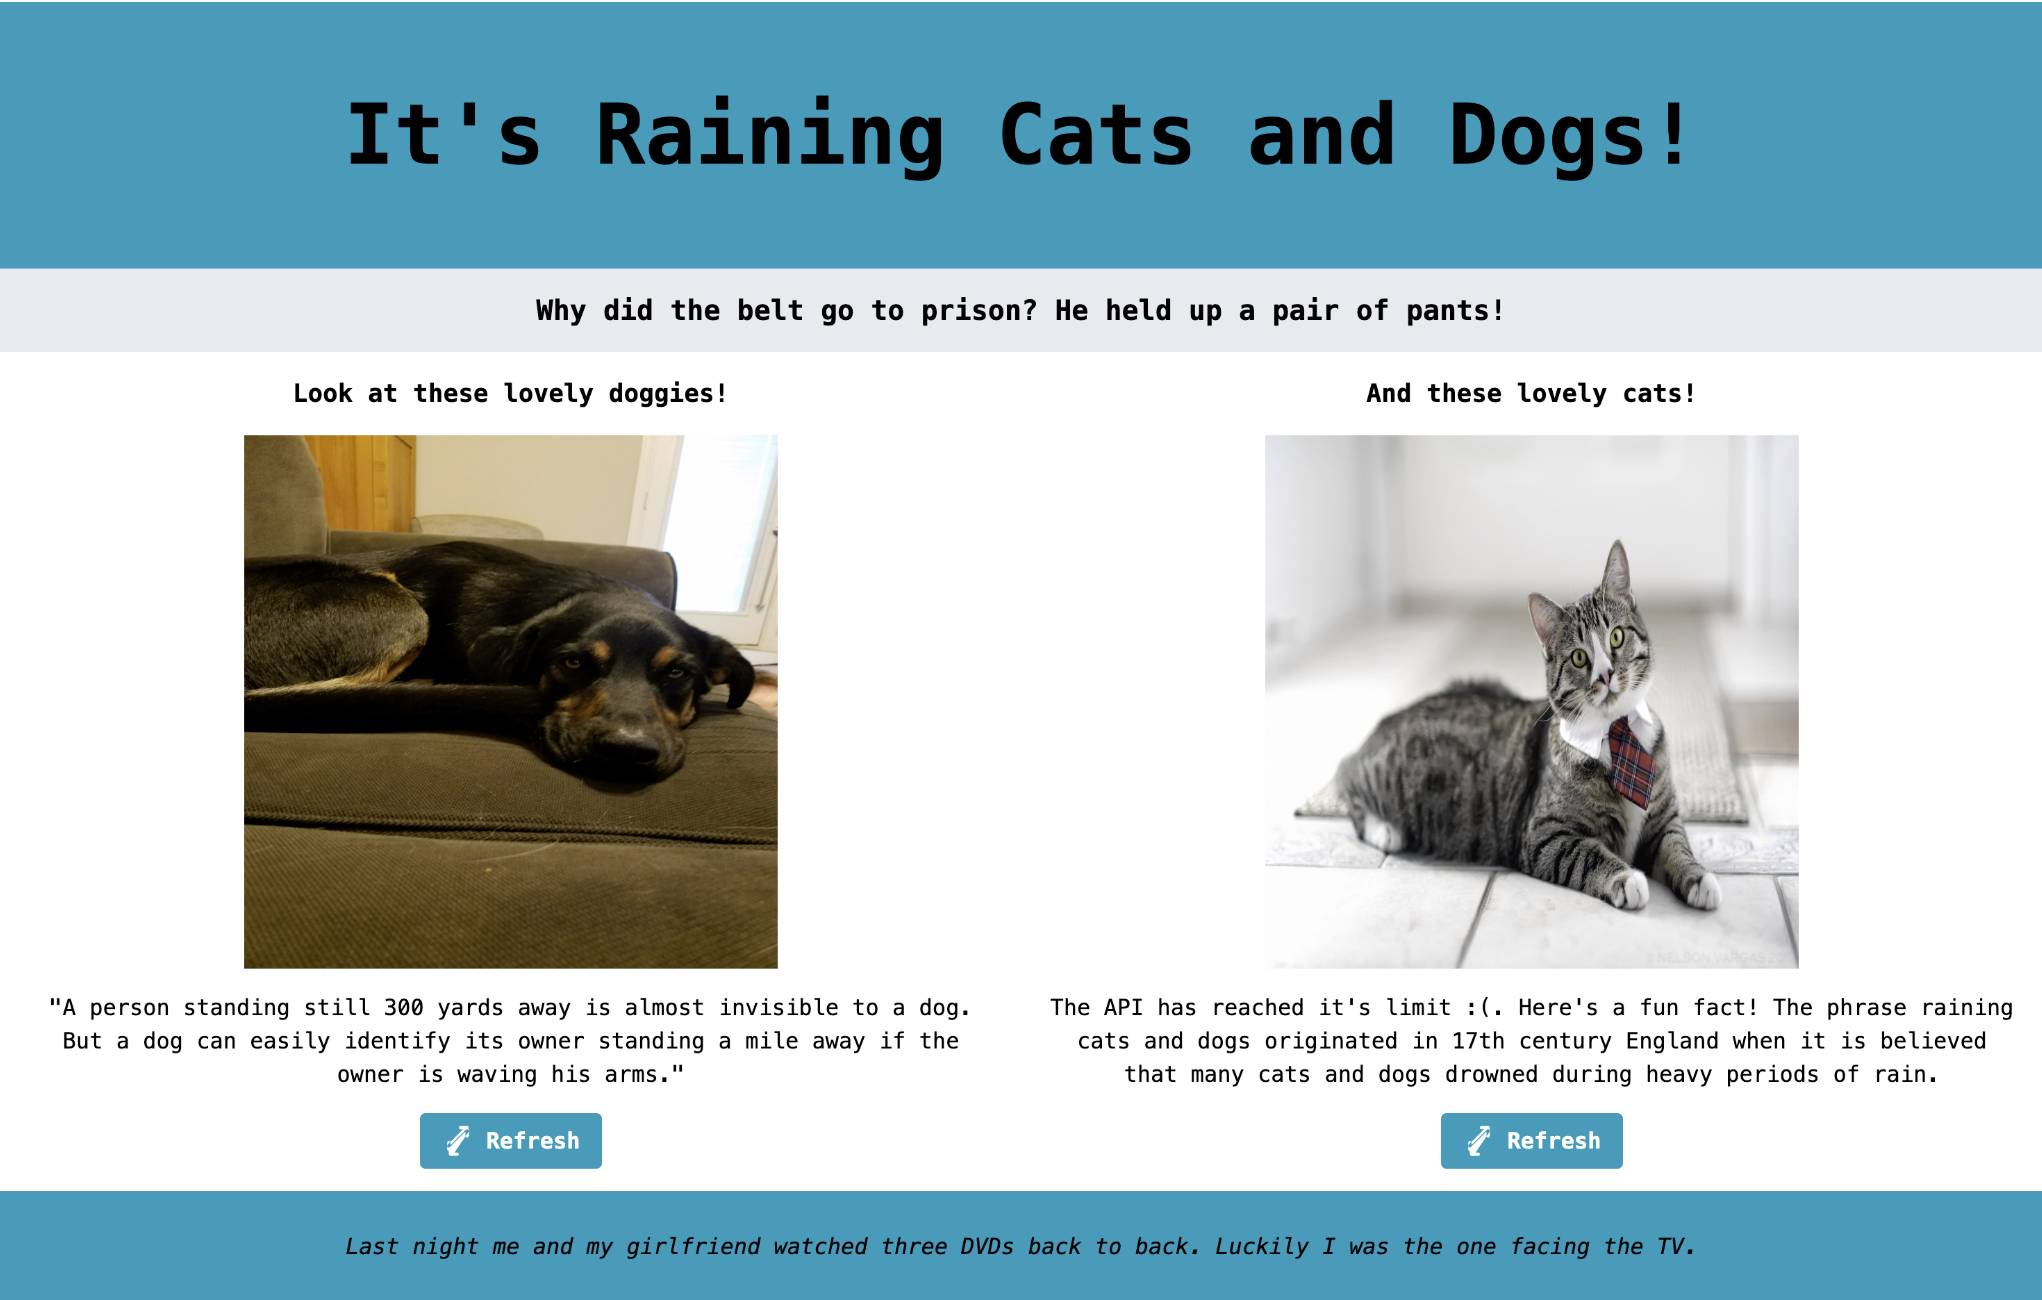 It's Raining Cats and Dogs!
Why did the belt go to prison? He held up a pair of pants!
Look at these lovely doggies!
"A person standing still 300 yards away is almost invisible to a dog.
But a dog can easily identify its owner standing a mile away if the
owner is waving his arms."
Refresh
And these lovely cats!
© NELSON VARGAS 20
The API has reached it's limit :(. Here's a fun fact! The phrase raining
cats and dogs originated in 17th century England when it is believed
that many cats and dogs drowned during heavy periods of rain.
Refresh
Last night me and my girlfriend watched three DVDs back to back. Luckily I was the one facing the TV.